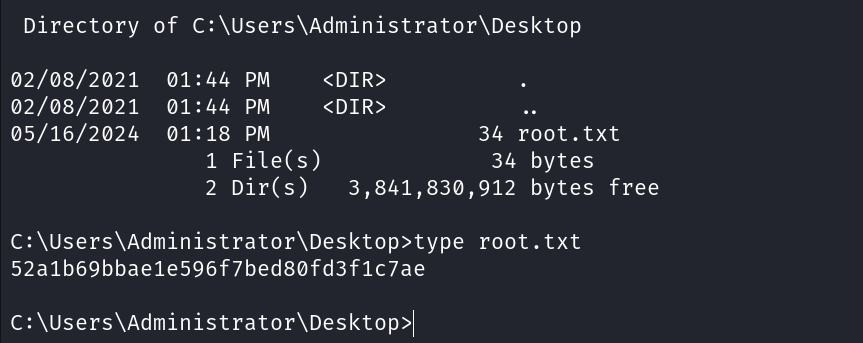 Directory of C:\Users\Administrator\Desktop
02/08/2021  01:44 PM    <DIR>          .
02/08/2021  01:44 PM    <DIR>          ..
05/16/2024  01:18 PM                34 root.txt
               1 File(s)             34 bytes
               2 Dir(s)   3,841,830,912 bytes free
C:\Users\Administrator\Desktop>type root.txt
52a1b69bbae1e596f7bed80fd3f1c7ae
C:\Users\Administrator\Desktop>